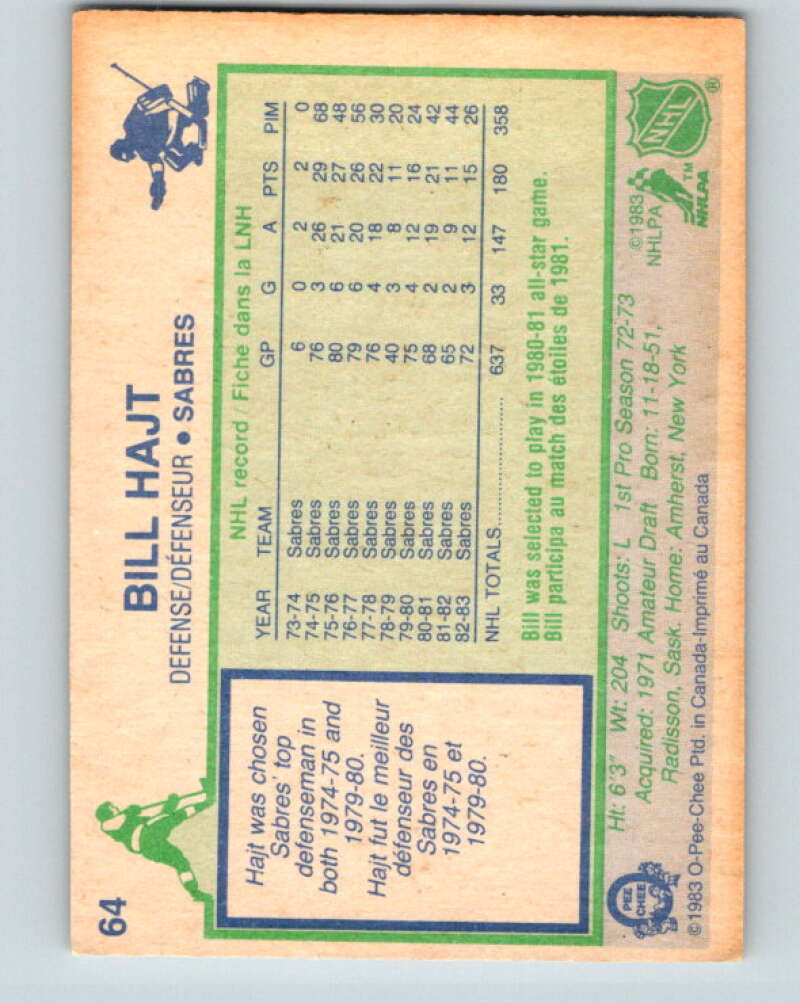 64
BILL HAJT
DEFENSE/DÉFENSEUR • SABRES
Hajt was chosen
Sabres' top
defenseman in
both 1974-75 and
1979-80.
Hajt fut le meilleur
défenseur des
Sabres en
1974-75 et
1979-80.
NHL record / Fiche dans la LNH
YEAR TEAM GP G A PTS PIM
73-74 Sabres 6 0 2 2 0
74-75 Sabres 76 3 26 29 68
75-76 Sabres 80 6 21 27 48
76-77 Sabres 79 6 20 26 56
77-78 Sabres 76 4 18 22 30
78-79 Sabres 40 3 8 11 20
79-80 Sabres 75 4 12 16 24
80-81 Sabres 68 2 19 21 42
81-82 Sabres 65 2 9 11 44
82-83 Sabres 72 3 12 15 26
NHL TOTALS.................... 637 33 147 180 358
Bill was selected to play in 1980-81 all-star game.
Bill participa au match des étoiles de 1981.
Ht: 6'3" Wt: 204 Shoots: L 1st Pro Season 72-73
Acquired: 1971 Amateur Draft Born: 11-18-51,
Radisson, Sask. Home: Amherst, New York
©1983 O-Pee-Chee Ptd. in Canada-Imprimé au Canada
PEE
CHEE
©1983
NHLPA
NHLPA
TM
NHL
®